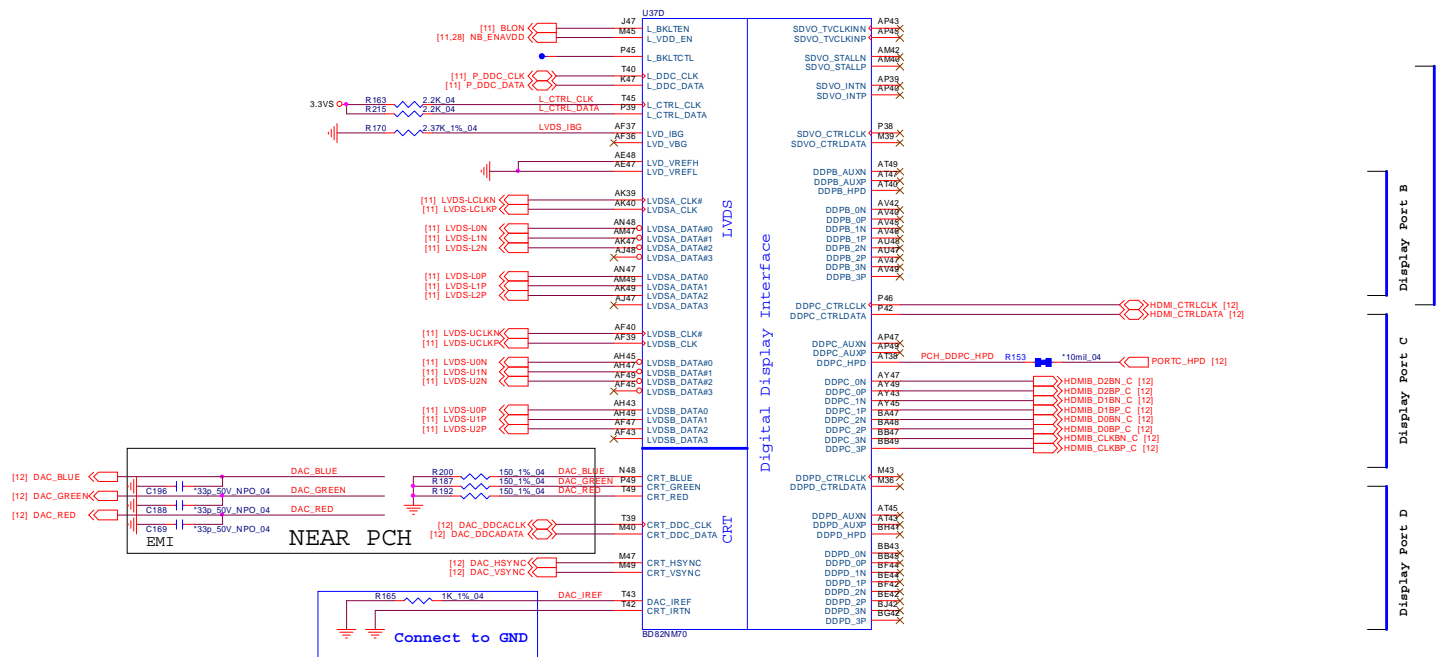 U37D
[11] BLON
J47
L_BKLTEN
[11,28] NB_ENAVDD
M45
L_VDD_EN
P45
L_BKLTCTL
[11] P_DDC_CLK
T40
L_DDC_CLK
[11] P_DDC_DATA
K47
L_DDC_DATA
3.3VS
R163
2.2K_04
L_CTRL_CLK
T45
L_CTRL_CLK
R215
2.2K_04
L_CTRL_DATA
P39
L_CTRL_DATA
R170
2.37K_1%_04
LVDS_IBG
AF37
LVD_IBG
AF36
LVD_VBG
AE48
LVD_VREFH
AE47
LVD_VREFL
[11] LVDS-LCLKN
AK39
LVDSA_CLK#
[11] LVDS-LCLKP
AK40
LVDSA_CLK
[11] LVDS-L0N
AN48
LVDSA_DATA#0
[11] LVDS-L1N
AM47
LVDSA_DATA#1
[11] LVDS-L2N
AK47
LVDSA_DATA#2
AJ48
LVDSA_DATA#3
[11] LVDS-L0P
AN47
LVDSA_DATA0
[11] LVDS-L1P
AM49
LVDSA_DATA1
[11] LVDS-L2P
AK49
LVDSA_DATA2
AJ47
LVDSA_DATA3
[11] LVDS-UCLKN
AF40
LVDSB_CLK#
[11] LVDS-UCLKP
AF39
LVDSB_CLK
[11] LVDS-U0N
AH45
LVDSB_DATA#0
[11] LVDS-U1N
AH47
LVDSB_DATA#1
[11] LVDS-U2N
AF49
LVDSB_DATA#2
AF45
LVDSB_DATA#3
[11] LVDS-U0P
AH43
LVDSB_DATA0
[11] LVDS-U1P
AH49
LVDSB_DATA1
[11] LVDS-U2P
AF47
LVDSB_DATA2
AF43
LVDSB_DATA3
LVDS
[12] DAC_BLUE
DAC_BLUE
R200
150_1%_04
DAC_BLUE
N48
CRT_BLUE
C196
*33p_50V_NPO_04
[12] DAC_GREEN
DAC_GREEN
R187
150_1%_04
DAC_GREEN
P49
CRT_GREEN
C188
*33p_50V_NPO_04
[12] DAC_RED
DAC_RED
R192
150_1%_04
DAC_RED
T49
CRT_RED
C169
*33p_50V_NPO_04
EMI
NEAR PCH
[12] DAC_DDCACLK
T39
CRT_DDC_CLK
[12] DAC_DDCADATA
M40
CRT_DDC_DATA
[12] DAC_HSYNC
M47
CRT_HSYNC
[12] DAC_VSYNC
M49
CRT_VSYNC
R165
1K_1%_04
DAC_IREF
T43
DAC_IREF
T42
CRT_IRTN
CRT
Connect to GND
BD82NM70
Digital Display Interface
SDVO_TVCLKINN
AP43
SDVO_TVCLKINP
AP45
SDVO_STALLN
AM42
SDVO_STALLP
AM40
SDVO_INTN
AP39
SDVO_INTP
AP40
SDVO_CTRLCLK
P38
SDVO_CTRLDATA
M39
DDPB_AUXN
AT49
DDPB_AUXP
AT47
DDPB_HPD
AT40
DDPB_0N
AV42
DDPB_0P
AV40
DDPB_1N
AV45
DDPB_1P
AV46
DDPB_2N
AU48
DDPB_2P
AU47
DDPB_3N
AV47
DDPB_3P
AV49
Display Port B
DDPC_CTRLCLK
P46
HDMI_CTRLCLK [12]
DDPC_CTRLDATA
P42
HDMI_CTRLDATA [12]
DDPC_AUXN
AP47
DDPC_AUXP
AP49
DDPC_HPD
AT38
PCH_DDPC_HPD
R153
*10mil_04
PORTC_HPD [12]
DDPC_0N
AY47
HDMIB_D2BN_C [12]
DDPC_0P
AY49
HDMIB_D2BP_C [12]
DDPC_1N
AY43
HDMIB_D1BN_C [12]
DDPC_1P
AY45
HDMIB_D1BP_C [12]
DDPC_2N
BA47
HDMIB_D0BN_C [12]
DDPC_2P
BA48
HDMIB_D0BP_C [12]
DDPC_3N
BB47
HDMIB_CLKBN_C [12]
DDPC_3P
BB49
HDMIB_CLKBP_C [12]
Display Port C
DDPD_CTRLCLK
M43
DDPD_CTRLDATA
M36
DDPD_AUXN
AT45
DDPD_AUXP
AT43
DDPD_HPD
BH41
DDPD_0N
BB43
DDPD_0P
BB45
DDPD_1N
BF44
DDPD_1P
BE44
DDPD_2N
BF42
DDPD_2P
BE42
DDPD_3N
BJ42
DDPD_3P
BG42
Display Port D